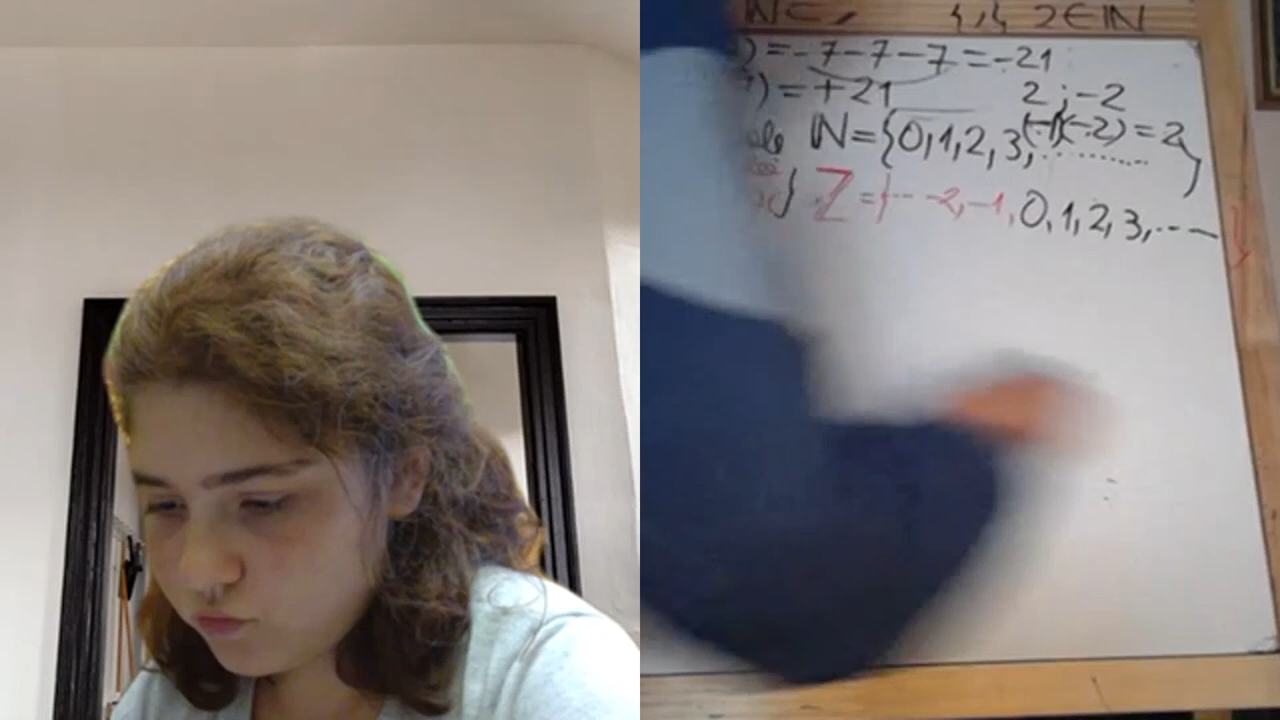 {,} 2∈ℕ
) = -7-7-7 = -21
) = +21 2 ; -2
(-1)(-2) = 2
ℕ = {0, 1, 2, 3, ........ }
} Z = {... -2, -1, 0, 1, 2, 3, ... }